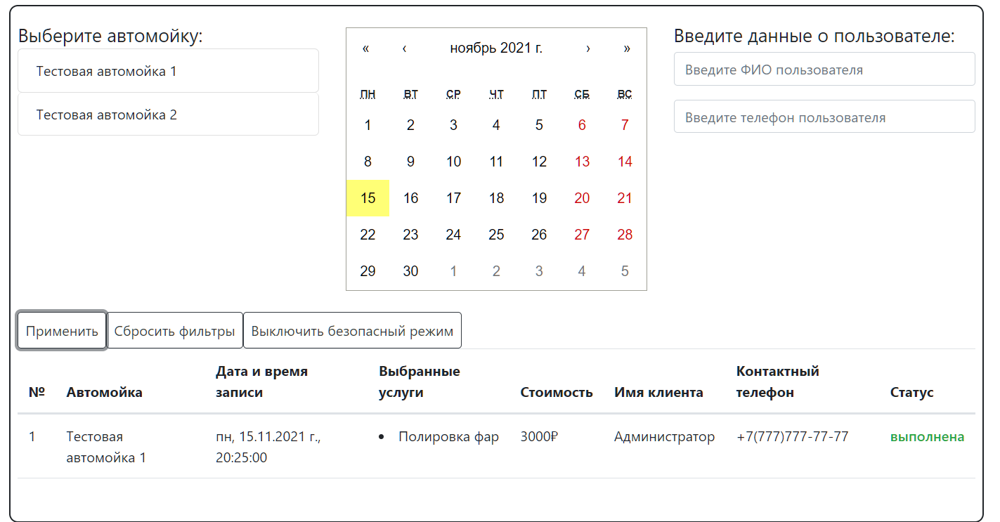 Выберите автомойку:
Тестовая автомойка 1
Тестовая автомойка 2
« ‹ ноябрь 2021 г. › »
ПН ВТ СР ЧТ ПТ СБ ВС
1 2 3 4 5 6 7
8 9 10 11 12 13 14
15 16 17 18 19 20 21
22 23 24 25 26 27 28
29 30 1 2 3 4 5
Введите данные о пользователе:
Введите ФИО пользователя
Введите телефон пользователя
Применить Сбросить фильтры Выключить безопасный режим
№ Автомойка Дата и время записи Выбранные услуги Стоимость Имя клиента Контактный телефон Статус
1 Тестовая автомойка 1 пн, 15.11.2021 г., 20:25:00 • Полировка фар 3000₽ Администратор +7(777)777-77-77 выполнена